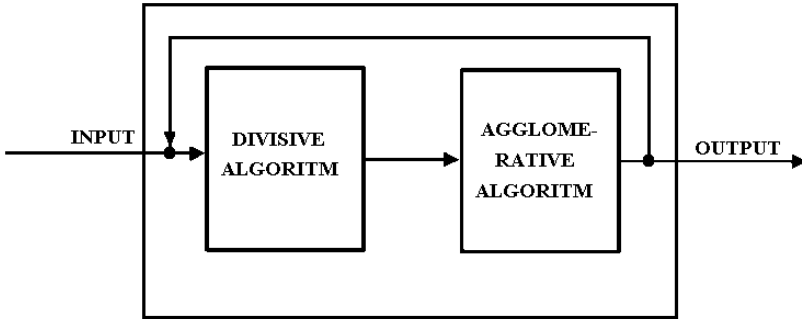 INPUT
DIVISIVE
ALGORITM
AGGLOME-
RATIVE
ALGORITM
OUTPUT